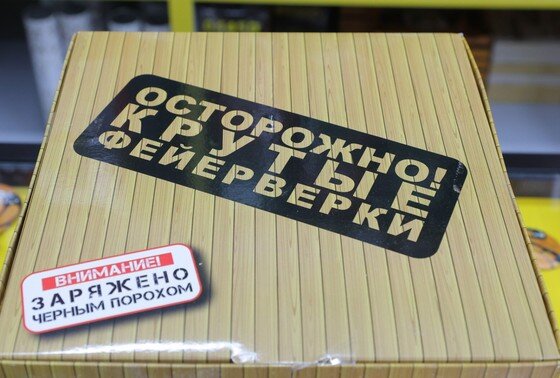 ОСТОРОЖНО!
КРУТЫЕ
ФЕЙЕРВЕРКИ
ВНИМАНИЕ!
ЗАРЯЖЕНО
ЧЕРНЫМ ПОРОХОМ